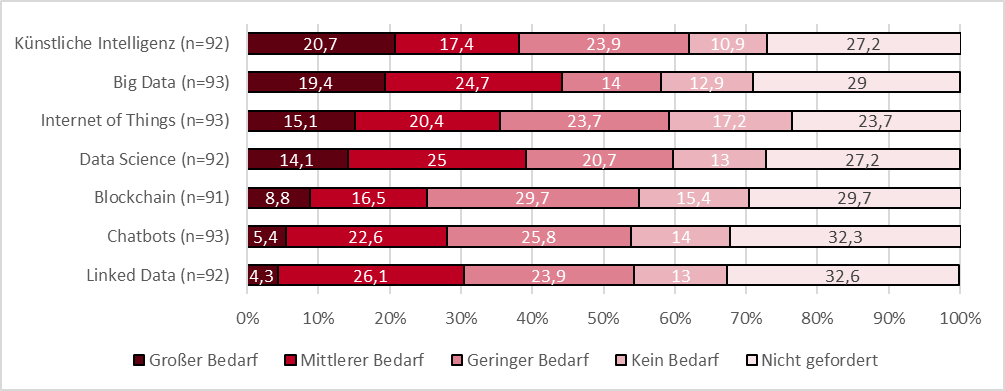 Künstliche Intelligenz (n=92) 20,7 17,4 23,9 10,9 27,2
Big Data (n=93) 19,4 24,7 14 12,9 29
Internet of Things (n=93) 15,1 20,4 23,7 17,2 23,7
Data Science (n=92) 14,1 25 20,7 13 27,2
Blockchain (n=91) 8,8 16,5 29,7 15,4 29,7
Chatbots (n=93) 5,4 22,6 25,8 14 32,3
Linked Data (n=92) 4,3 26,1 23,9 13 32,6
0% 10% 20% 30% 40% 50% 60% 70% 80% 90% 100%
Großer Bedarf Mittlerer Bedarf Geringer Bedarf Kein Bedarf Nicht gefordert